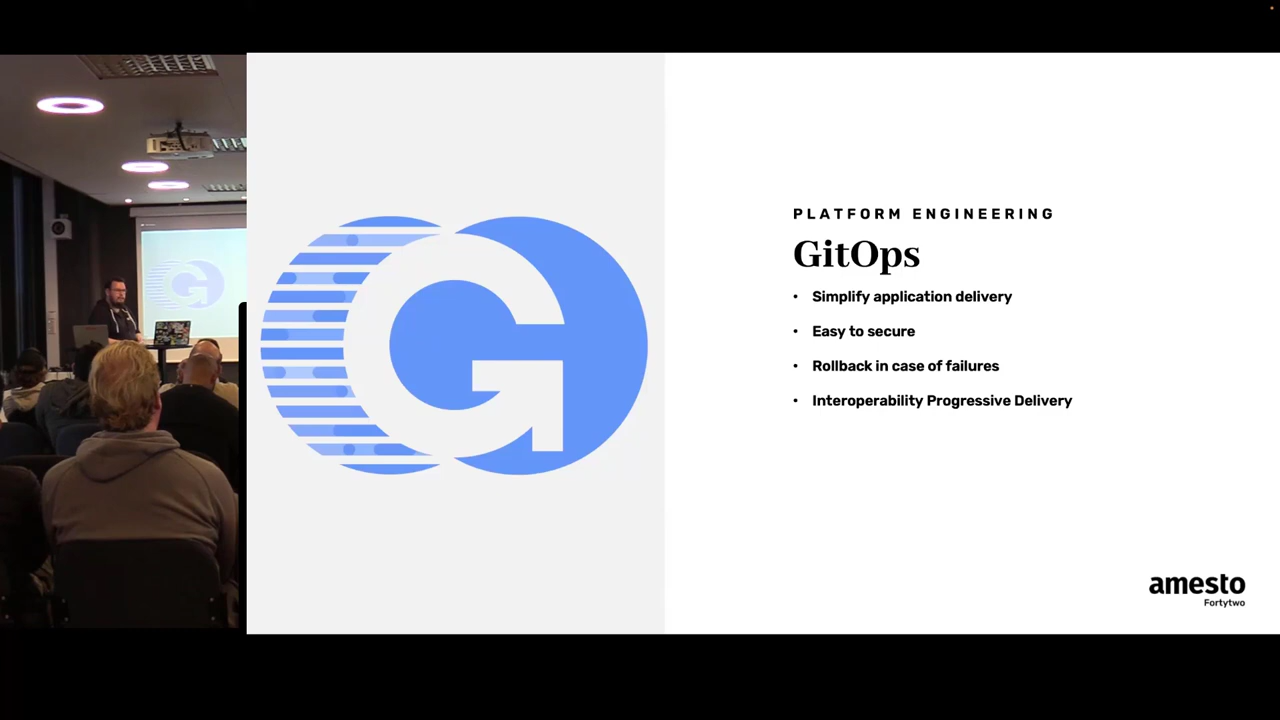 PLATFORM ENGINEERING
GitOps
• Simplify application delivery
• Easy to secure
• Rollback in case of failures
• Interoperability Progressive Delivery
amesto
Fortytwo